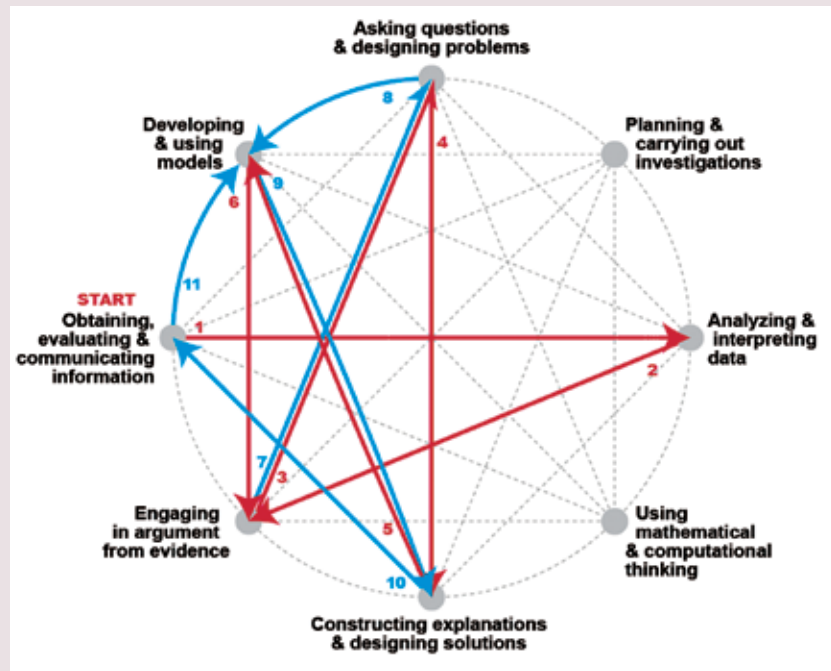 Asking questions
& designing problems
8
Developing
& using
models
Planning &
carrying out
investigations
4
9
6
11
START
Obtaining,
evaluating &
communicating
information
1
Analyzing &
interpreting
data
2
7
3
Engaging
in argument
from evidence
5
Using
mathematical
& computational
thinking
10
Constructing explanations
& designing solutions